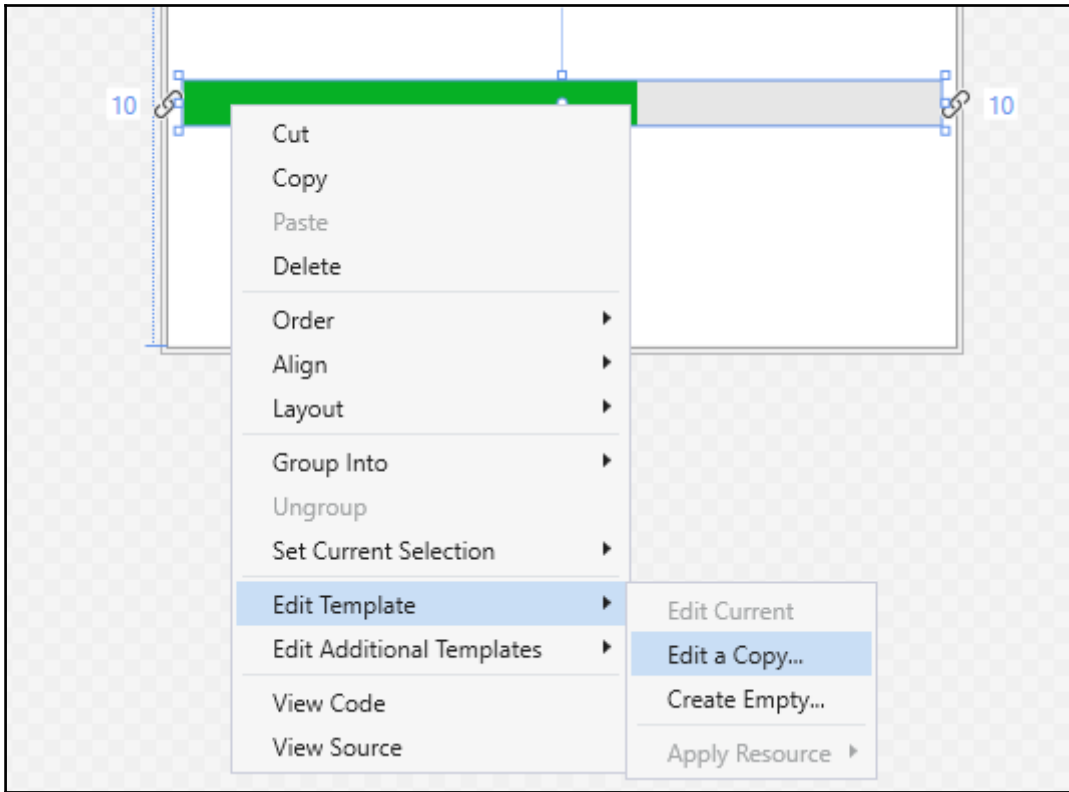 10
10
Cut
Copy
Paste
Delete
Order
Align
Layout
Group Into
Ungroup
Set Current Selection
Edit Template
Edit Additional Templates
View Code
View Source
Edit Current
Edit a Copy...
Create Empty...
Apply Resource